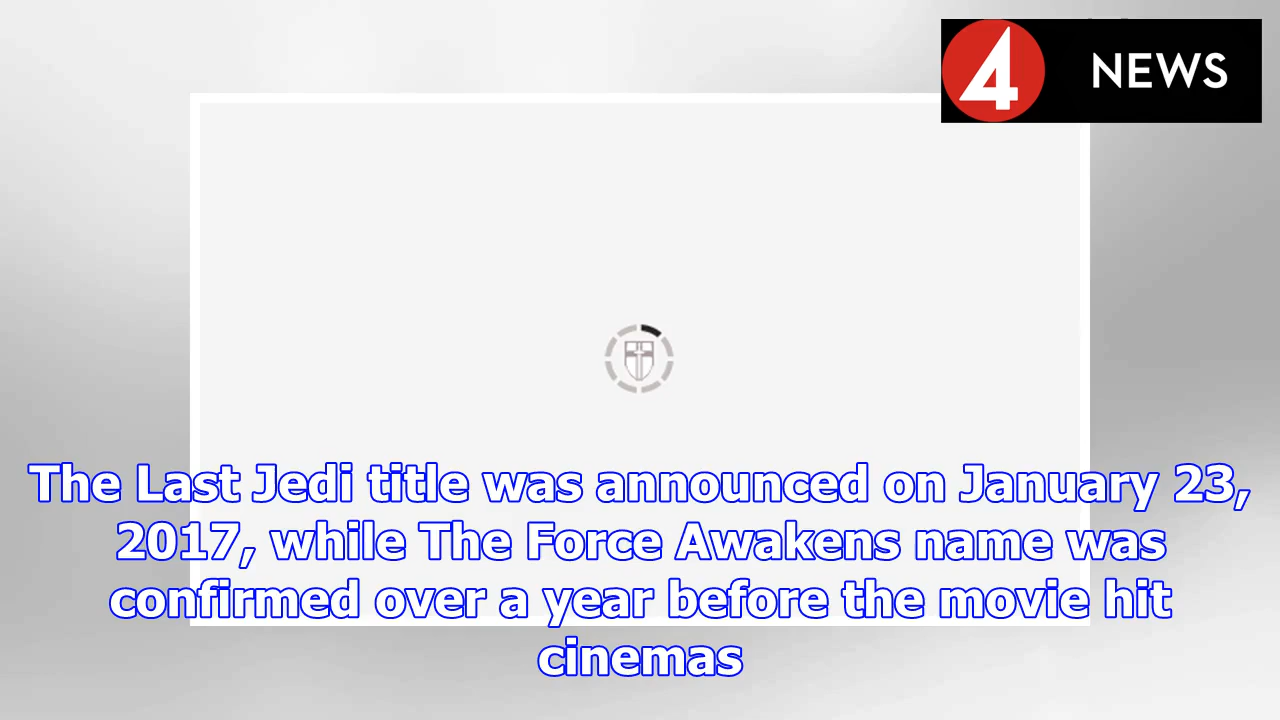 4 NEWS
The Last Jedi title was announced on January 23,
2017, while The Force Awakens name was
confirmed over a year before the movie hit
cinemas